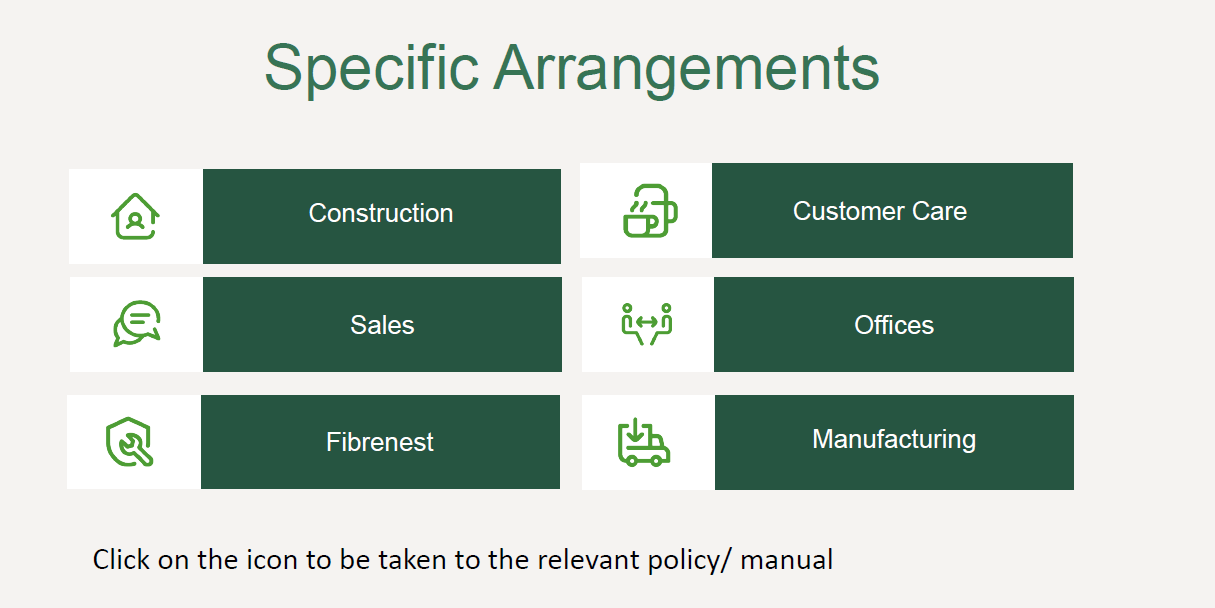 Specific Arrangements
Construction
Customer Care
Sales
Offices
Fibrenest
Manufacturing
Click on the icon to be taken to the relevant policy/ manual